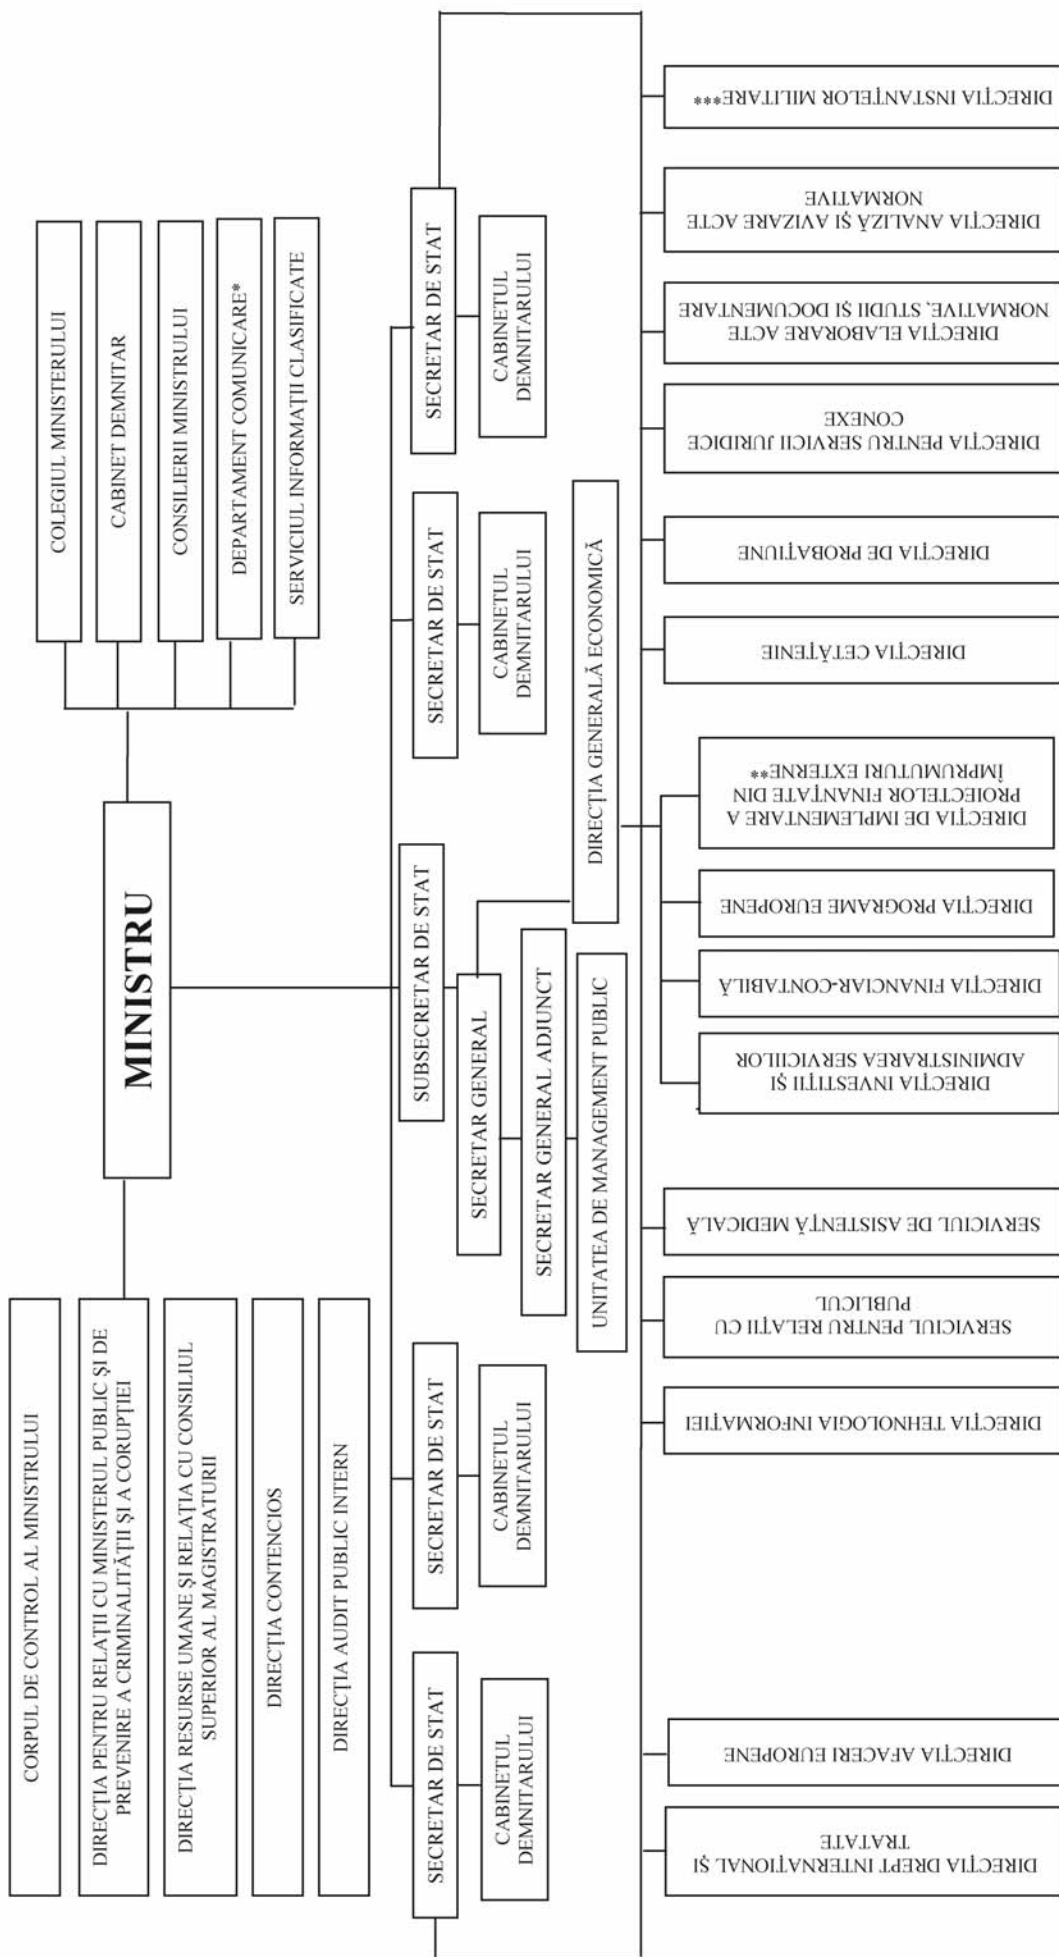 MINISTRU
CORPUL DE CONTROL AL MINISTRULUI
DIRECȚIA PENTRU RELAȚII CU MINISTERUL PUBLIC ȘI DE
PREVENIRE A CRIMINALITĂȚII ȘI A CORUPȚIEI
DIRECȚIA RESURSE UMANE ȘI RELAȚIA CU CONSILIUL
SUPERIOR AL MAGISTRATURII
DIRECȚIA CONTENCIOS
DIRECȚIA AUDIT PUBLIC INTERN
COLEGIUL MINISTERULUI
CABINET DEMNITAR
CONSILIERII MINISTRULUI
DEPARTAMENT COMUNICARE*
SERVICIUL INFORMAȚII CLASIFICATE
SECRETAR DE STAT
CABINETUL
DEMNITARULUI
SECRETAR DE STAT
CABINETUL
DEMNITARULUI
SUBSECRETAR DE STAT
SECRETAR DE STAT
CABINETUL
DEMNITARULUI
SECRETAR DE STAT
CABINETUL
DEMNITARULUI
SECRETAR GENERAL
SECRETAR GENERAL ADJUNCT
UNITATEA DE MANAGEMENT PUBLIC
DIRECȚIA GENERALĂ ECONOMICĂ
DIRECȚIA DREPT INTERNAȚIONAL ȘI
TRATATE
DIRECȚIA AFACERI EUROPENE
DIRECȚIA TEHNOLOGIA INFORMAȚIEI
SERVICIUL PENTRU RELAȚII CU
PUBLICUL
SERVICIUL DE ASISTENȚĂ MEDICALĂ
DIRECȚIA INVESTIȚII ȘI
ADMINISTRAREA SERVICIILOR
DIRECȚIA FINANCIAR-CONTABILĂ
DIRECȚIA PROGRAME EUROPENE
DIRECȚIA DE IMPLEMENTARE A
PROIECTELOR FINANȚATE DIN
ÎMPRUMUTURI EXTERNE**
DIRECȚIA CETĂȚENIE
DIRECȚIA DE PROBAȚIUNE
DIRECȚIA PENTRU SERVICII JURIDICE
CONEXE
DIRECȚIA ELABORARE ACTE
NORMATIVE, STUDII ȘI DOCUMENTARE
DIRECȚIA ANALIZĂ ȘI AVIZARE ACTE
NORMATIVE
DIRECȚIA INSTANȚELOR MILITARE***